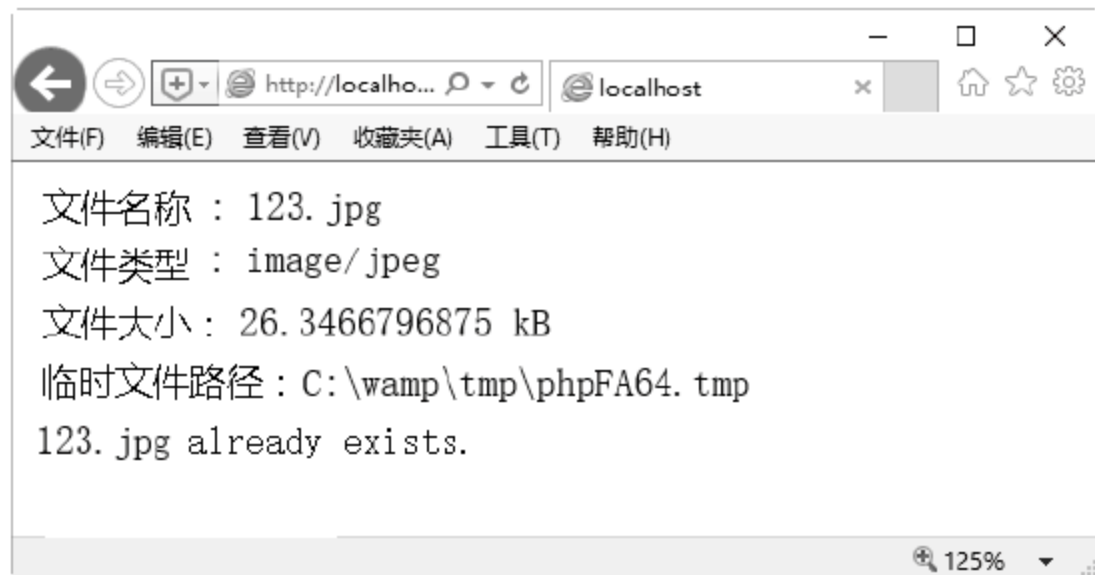 http://localho...
localhost
文件(F) 编辑(E) 查看(V) 收藏夹(A) 工具(T) 帮助(H)
文件名称 : 123.jpg
文件类型 : image/jpeg
文件大小 : 26.3466796875 kB
临时文件路径 : C:\wamp\tmp\phpFA64.tmp
123.jpg already exists.
125%